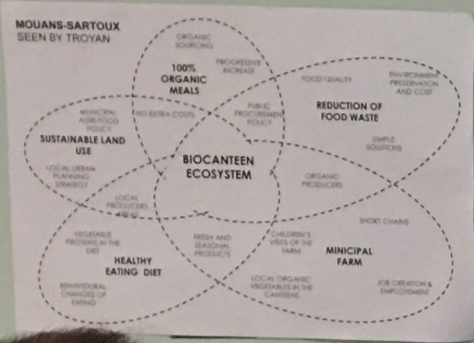 MOUANS-SARTOUX
SEEN BY TROYAN
ORGANIC
SOURCING
100%
ORGANIC
MEALS
PROGRESSIVE
INCREASE
FOOD QUALITY
ENVIRONMENT
PRESERVATION
AND COST
REDUCTION OF
FOOD WASTE
MUNICIPAL
AGRI-FOOD
POLICY
NO EXTRA COSTS
PUBLIC
PROCUREMENT
POLICY
SUSTAINABLE LAND
USE
SIMPLE
SOLUTIONS
BIOCANTEEN
ECOSYSTEM
LOCAL URBAN
PLANNING
STRATEGY
ORGANIC
PRODUCERS
LOCAL
PRODUCERS
SHORT CHAINS
VEGETABLE
PROTEINS IN THE
DIET
FRESH AND
SEASONAL
PRODUCTS
CHILDREN'S
VISITS OF THE
FARM
MINICIPAL
FARM
HEALTHY
EATING DIET
BEHAVIOURAL
CHANGES OF
EATING
LOCAL ORGANIC
VEGETABLES IN THE
CANTEENS
JOB CREATION &
EMPLOYEMENT